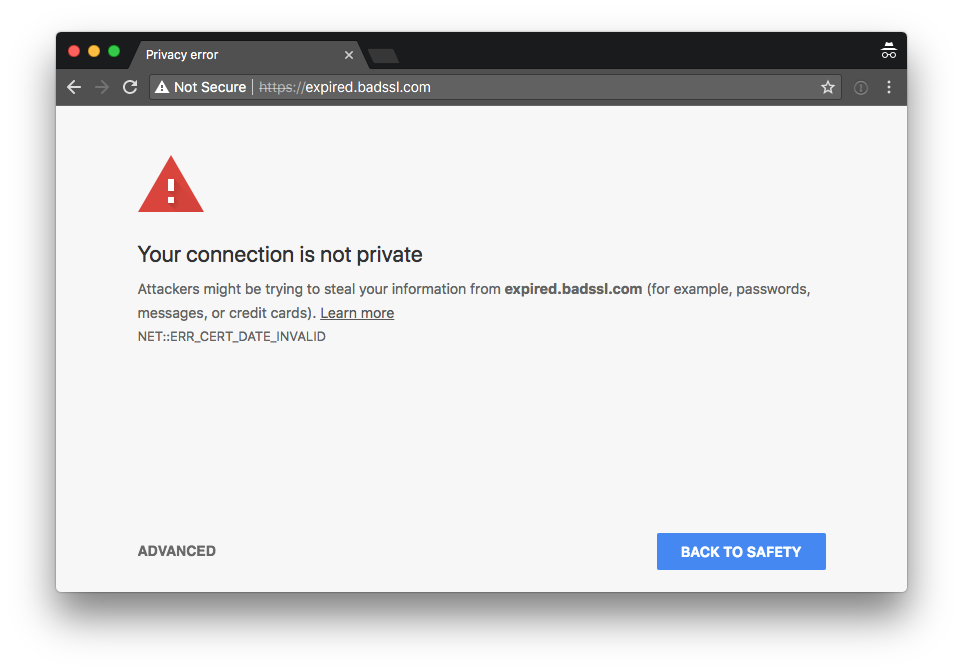 Privacy error
Not Secure | https://expired.badssl.com
Your connection is not private
Attackers might be trying to steal your information from expired.badssl.com (for example, passwords,
messages, or credit cards). Learn more
NET::ERR_CERT_DATE_INVALID
ADVANCED
BACK TO SAFETY